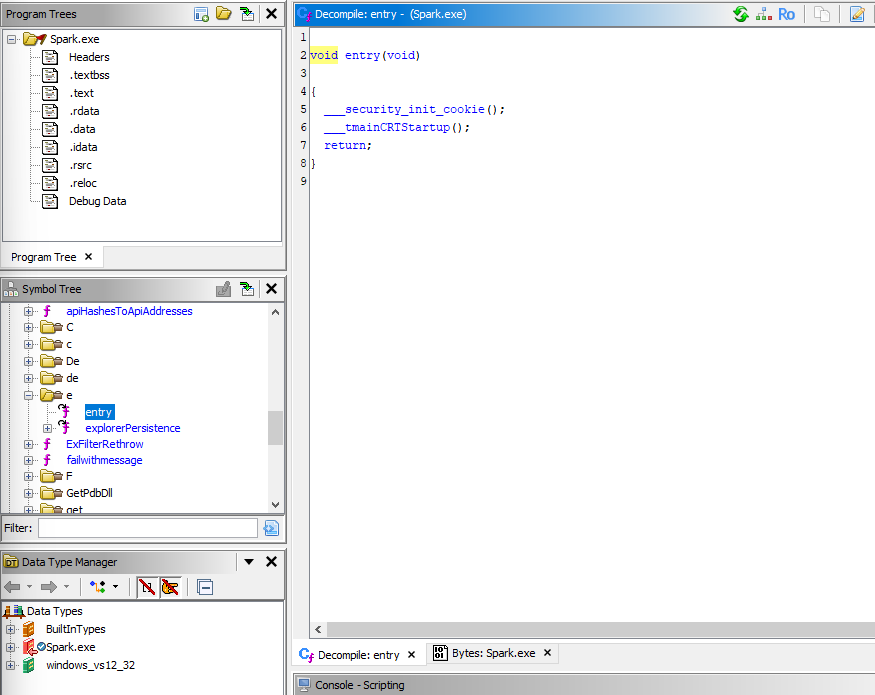 Program Trees
Spark.exe
Headers
.textbss
.text
.rdata
.data
.idata
.rsrc
.reloc
Debug Data
Program Tree
Symbol Tree
apiHashesToApiAddresses
C
c
De
de
e
entry
explorerPersistence
ExFilterRethrow
failwithmessage
F
GetPdbDll
get
Filter:
Data Type Manager
Data Types
BuiltInTypes
Spark.exe
windows_vs12_32
Decompile: entry - (Spark.exe)
Ro
1
2 void entry(void)
3
4 {
5 ___security_init_cookie();
6 ___tmainCRTStartup();
7 return;
8 }
9
Decompile: entry
Bytes: Spark.exe
Console - Scripting